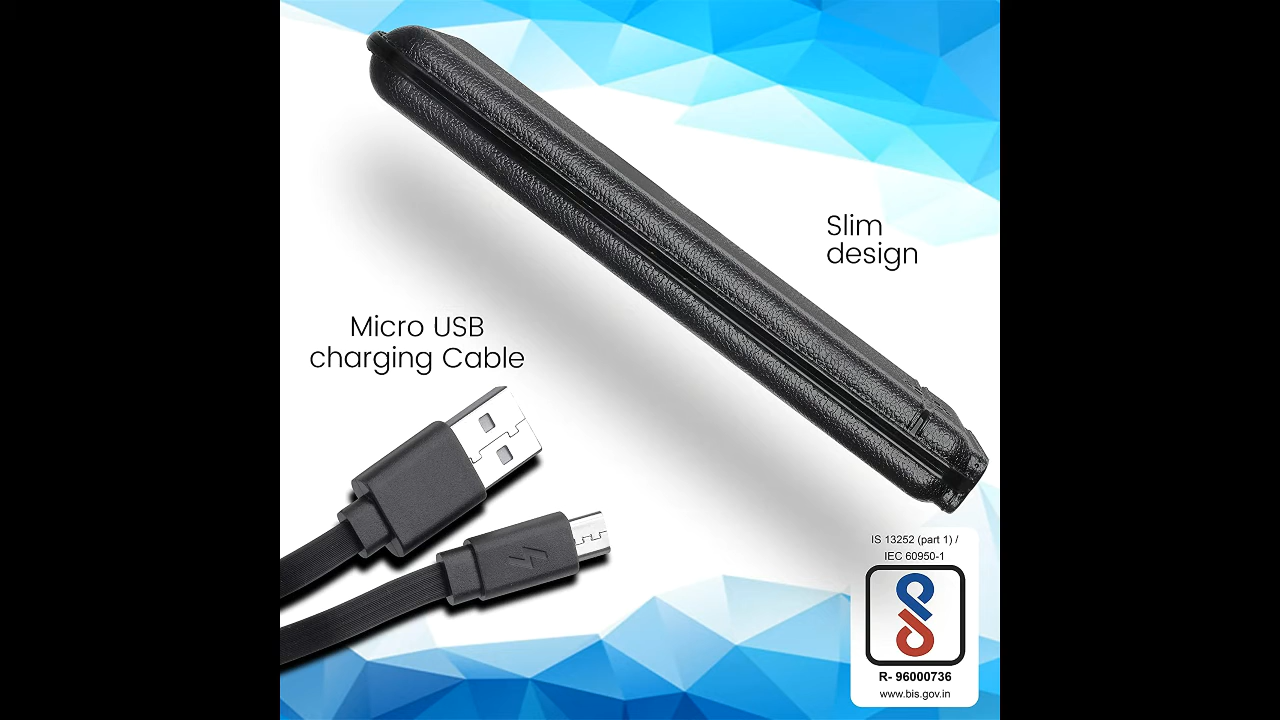 Slim
design
Micro USB
charging Cable
IS 13252 (part 1) /
IEC 60950-1
R- 96000736
www.bis.gov.in